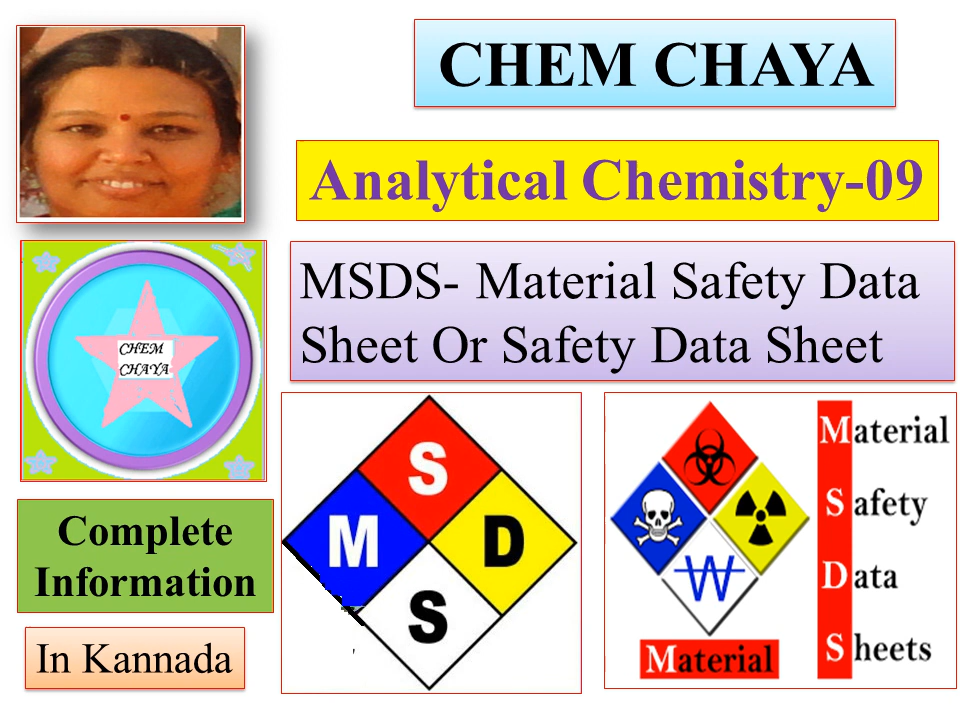 CHEM CHAYA
Analytical Chemistry-09
MSDS- Material Safety Data
Sheet Or Safety Data Sheet
CHEM
CHAYA
Complete
Information
In Kannada
S
M D
S
W
Material
Material
Safety
Data
Sheets